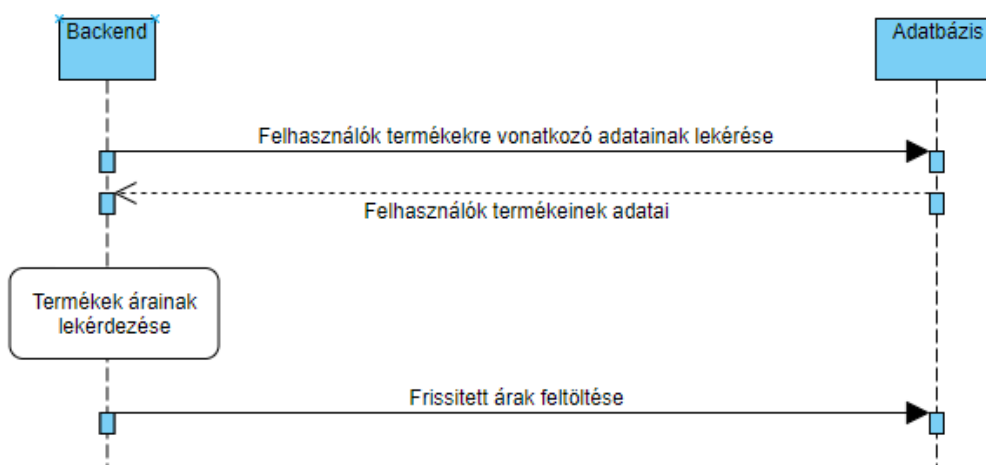 Backend
Adatbázis
Felhasználók termékekre vonatkozó adatainak lekérése
Felhasználók termékeinek adatai
Termékek árainak
lekérdezése
Frissitett árak feltöltése